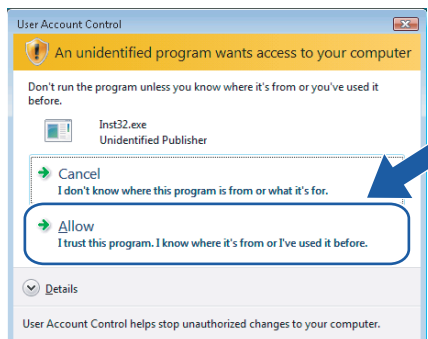 User Account Control
An unidentified program wants access to your computer
Don't run the program unless you know where it's from or you've used it
before.
Inst32.exe
Unidentified Publisher
Cancel
I don't know where this program is from or what it's for.
Allow
I trust this program. I know where it's from or I've used it before.
Details
User Account Control helps stop unauthorized changes to your computer.